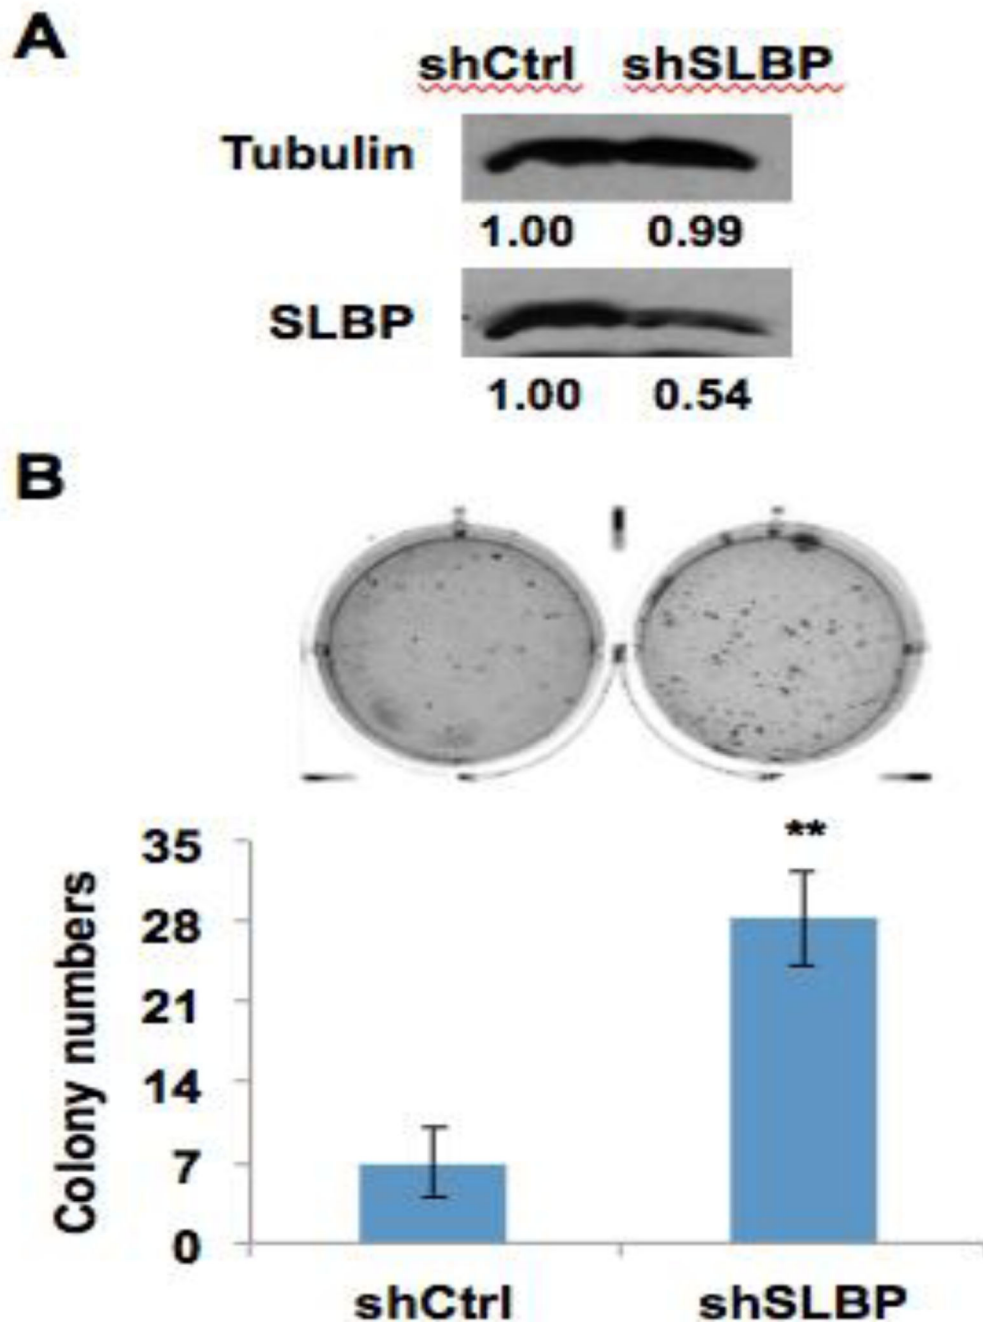 A
shCtrl shSLBP
Tubulin
1.00 0.99
SLBP
1.00 0.54
B
**
35
28
21
14
7
0
Colony numbers
shCtrl shSLBP